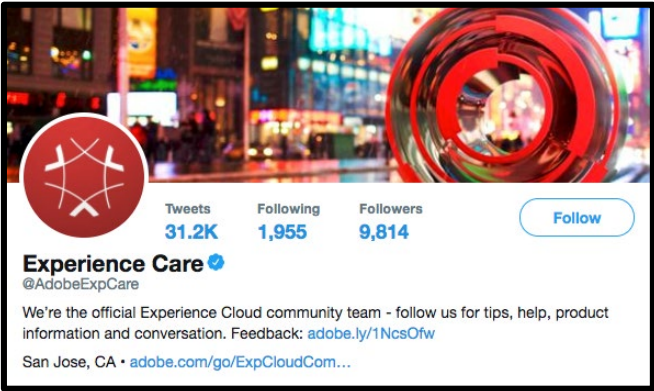 Tweets Following Followers
31.2K 1,955 9,814
Follow
Experience Care
@AdobeExpCare
We're the official Experience Cloud community team - follow us for tips, help, product
information and conversation. Feedback: adobe.ly/1NcsOfw
San Jose, CA • adobe.com/go/ExpCloudCom…